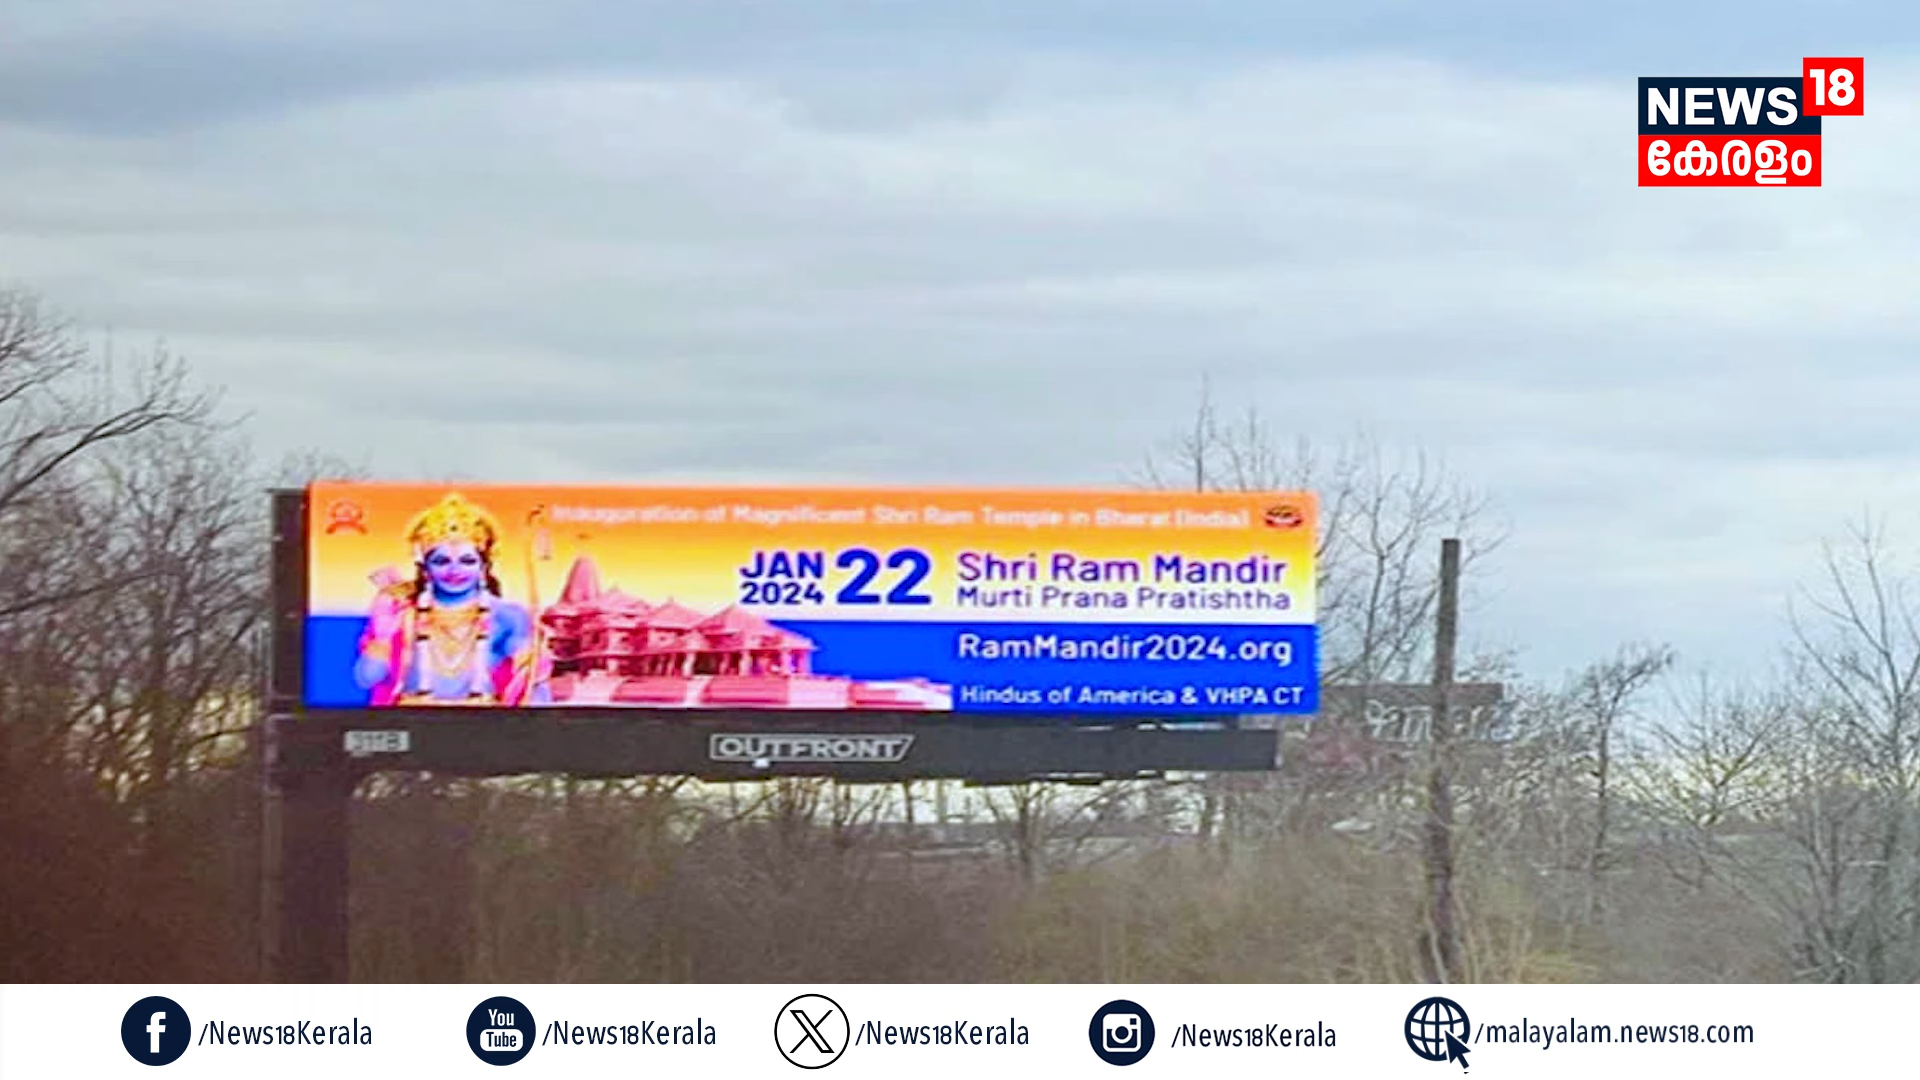 NEWS 18
കേരളം
Inauguration of Magnificent Shri Ram Temple in Bharat (India)
JAN 2024 22
Shri Ram Mandir
Murti Prana Pratishtha
RamMandir2024.org
Hindus of America & VHPA CT
OUTFRONT/
/News18Kerala
You Tube /News18Kerala
/News18Kerala
/News18Kerala
/malayalam.news18.com